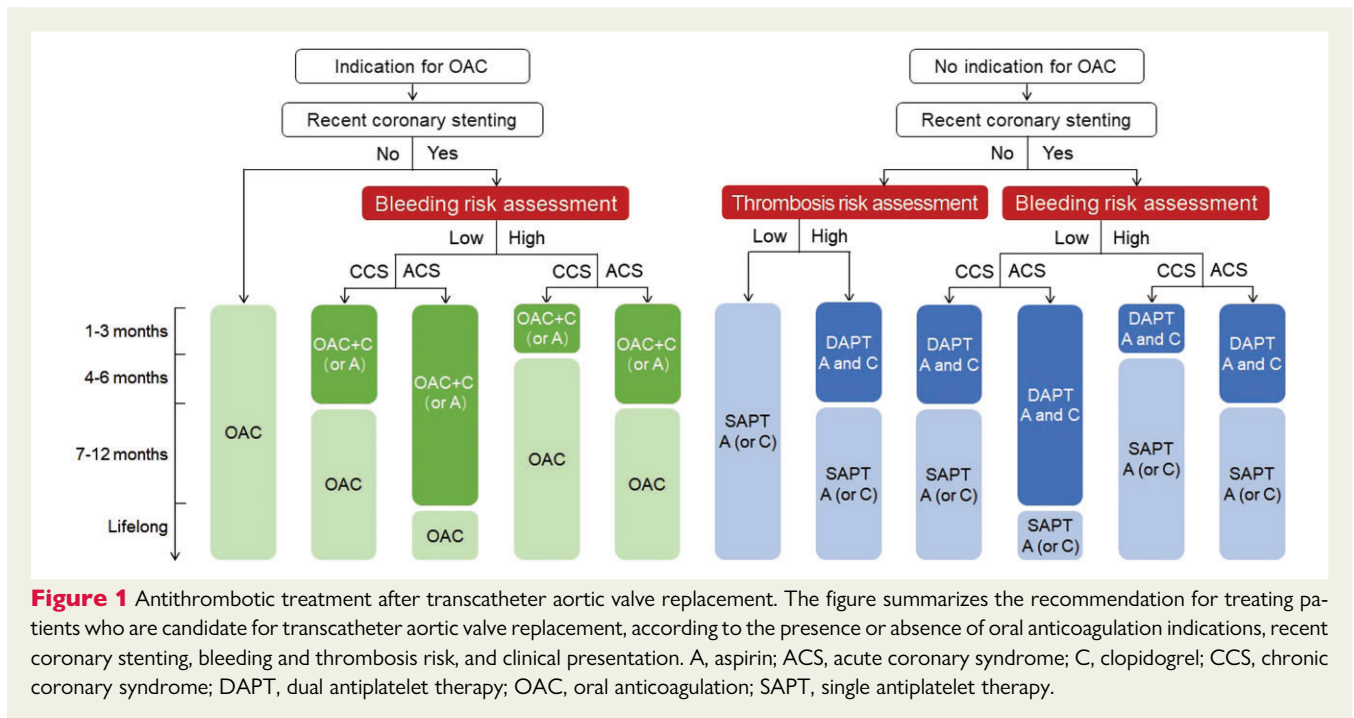 Indication for OAC
No indication for OAC
Recent coronary stenting
Recent coronary stenting
No
Yes
No
Yes
Bleeding risk assessment
Thrombosis risk assessment
Bleeding risk assessment
Low
High
Low
High
Low
High
CCS
ACS
CCS
ACS
CCS
ACS
CCS
ACS
1-3 months
4-6 months
7-12 months
Lifelong
OAC
OAC+C
(or A)
OAC
OAC+C
(or A)
OAC
OAC+C
(or A)
OAC
OAC+C
(or A)
OAC
SAPT
A (or C)
DAPT
A and C
SAPT
A (or C)
DAPT
A and C
SAPT
A (or C)
DAPT
A and C
SAPT
A (or C)
DAPT
A and C
SAPT
A (or C)
DAPT
A and C
SAPT
A (or C)
Figure 1 Antithrombotic treatment after transcatheter aortic valve replacement. The figure summarizes the recommendation for treating pa-
tients who are candidate for transcatheter aortic valve replacement, according to the presence or absence of oral anticoagulation indications, recent
coronary stenting, bleeding and thrombosis risk, and clinical presentation. A, aspirin; ACS, acute coronary syndrome; C, clopidogrel; CCS, chronic
coronary syndrome; DAPT, dual antiplatelet therapy; OAC, oral anticoagulation; SAPT, single antiplatelet therapy.